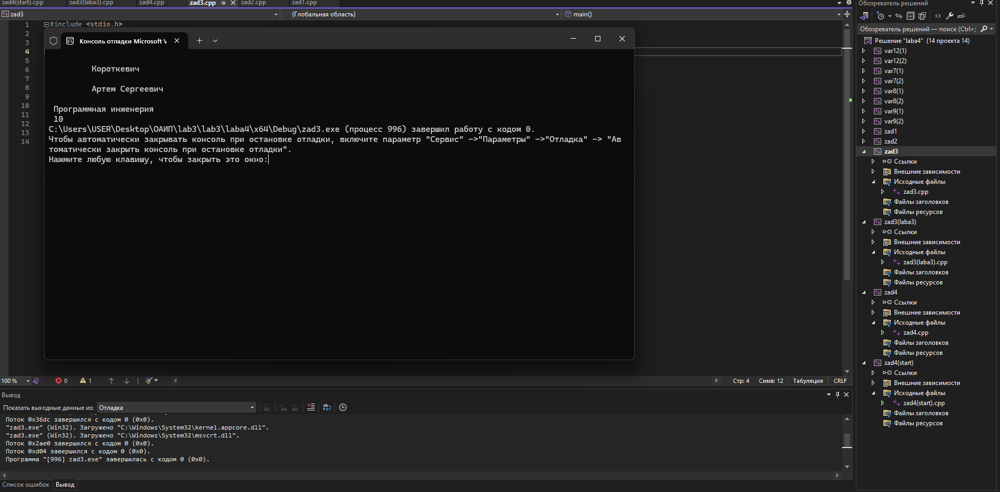 zad4(start).cpp zad3(laba3).cpp zad4.cpp zad3.cpp zad2.cpp zad1.cpp
zad3 (Глобальная область) main()
1 #include <stdio.h>
2
3
4
5
6
7
8
9
10
11
12
13
14
Консоль отладки Microsoft V
Короткевич
Артем Сергеевич
Программная инженерия
10
C:\Users\USER\Desktop\ОАИП\lab3\lab3\laba4\x64\Debug\zad3.exe (процесс 996) завершил работу с кодом 0.
Чтобы автоматически закрывать консоль при остановке отладки, включите параметр "Сервис" ->"Параметры" ->"Отладка" -> "Ав
томатически закрыть консоль при остановке отладки".
Нажмите любую клавишу, чтобы закрыть это окно:
100 % 0 1 Стр: 4 Симв: 12 Табуляция CRLF
Вывод
Показать выходные данные из: Отладка
Поток 0x36dc завершился с кодом 0 (0x0).
"zad3.exe" (Win32). Загружено "C:\Windows\System32\kernel.appcore.dll".
"zad3.exe" (Win32). Загружено "C:\Windows\System32\msvcrt.dll".
Поток 0x2ae0 завершился с кодом 0 (0x0).
Поток 0xd04 завершился с кодом 0 (0x0).
Программа "[996] zad3.exe" завершилась с кодом 0 (0x0).
Список ошибок Вывод
Обозреватель решений
Обозреватель решений — поиск (Ctrl+;
Решение "laba4" (14 проекта 14)
var12(1)
var12(2)
var7(1)
var7(2)
var8(1)
var8(2)
var9(1)
var9(2)
zad1
zad2
zad3
Ссылки
Внешние зависимости
Исходные файлы
zad3.cpp
Файлы заголовков
Файлы ресурсов
zad3(laba3)
Ссылки
Внешние зависимости
Исходные файлы
zad3(laba3).cpp
Файлы заголовков
Файлы ресурсов
zad4
Ссылки
Внешние зависимости
Исходные файлы
zad4.cpp
Файлы заголовков
Файлы ресурсов
zad4(start)
Ссылки
Внешние зависимости
Исходные файлы
zad4(start).cpp
Файлы заголовков
Файлы ресурсов